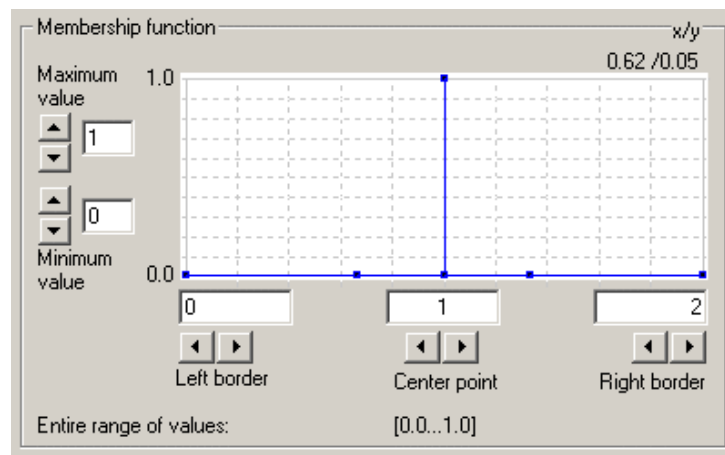 Membership function
x/y
0.62 /0.05
Maximum
value
1.0
1
0
Minimum
value
0.0
0 1 2
Left border Center point Right border
Entire range of values: [0.0...1.0]